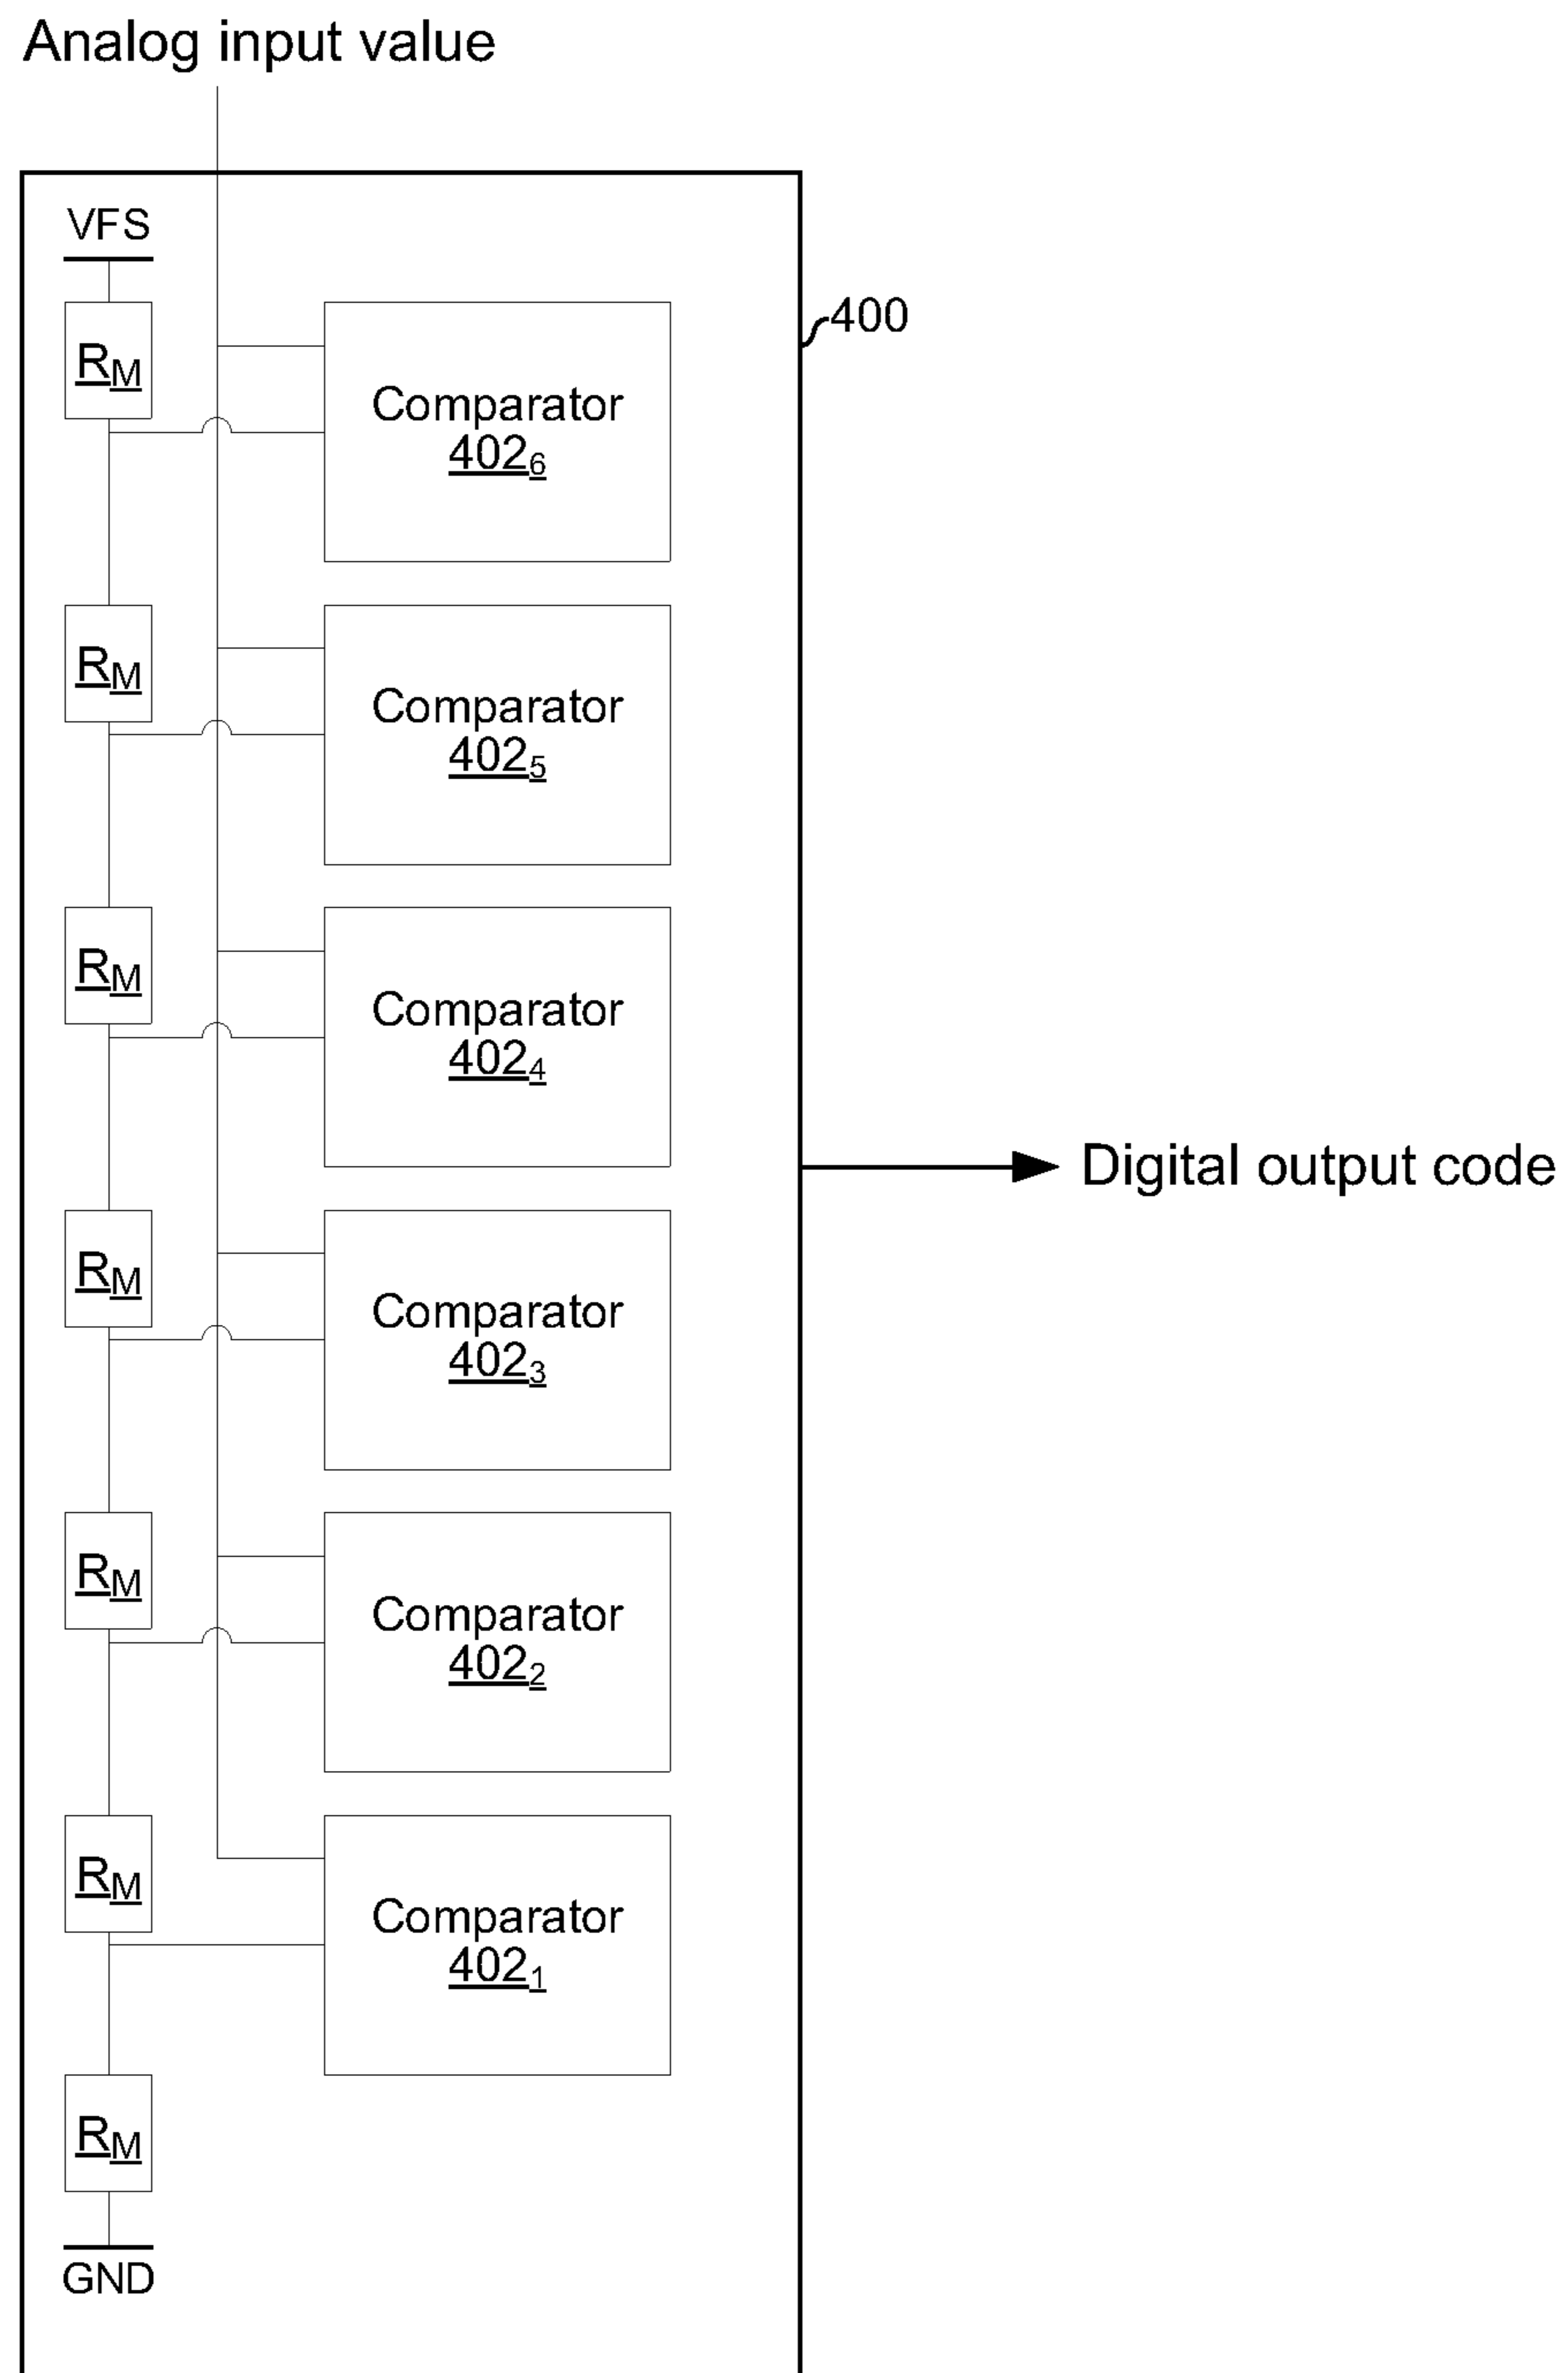 Analog input value
VFS
400
R_M
Comparator
402_6
R_M
Comparator
402_5
R_M
Comparator
402_4
Digital output code
R_M
Comparator
402_3
R_M
Comparator
402_2
R_M
Comparator
402_1
R_M
GND